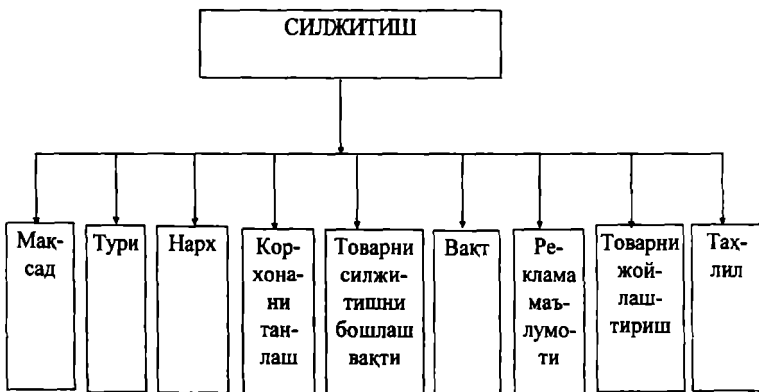 СИЛЖИТИШ
Мақ-
сад
Тури
Нарх
Кор-
хона-
ни
тан-
лаш
Товарни
силжи-
тишни
бошлаш
вақти
Вақт
Ре-
клама
маъ-
лумо-
ти
Товарни
жой-
лаш-
тириш
Таҳ-
лил